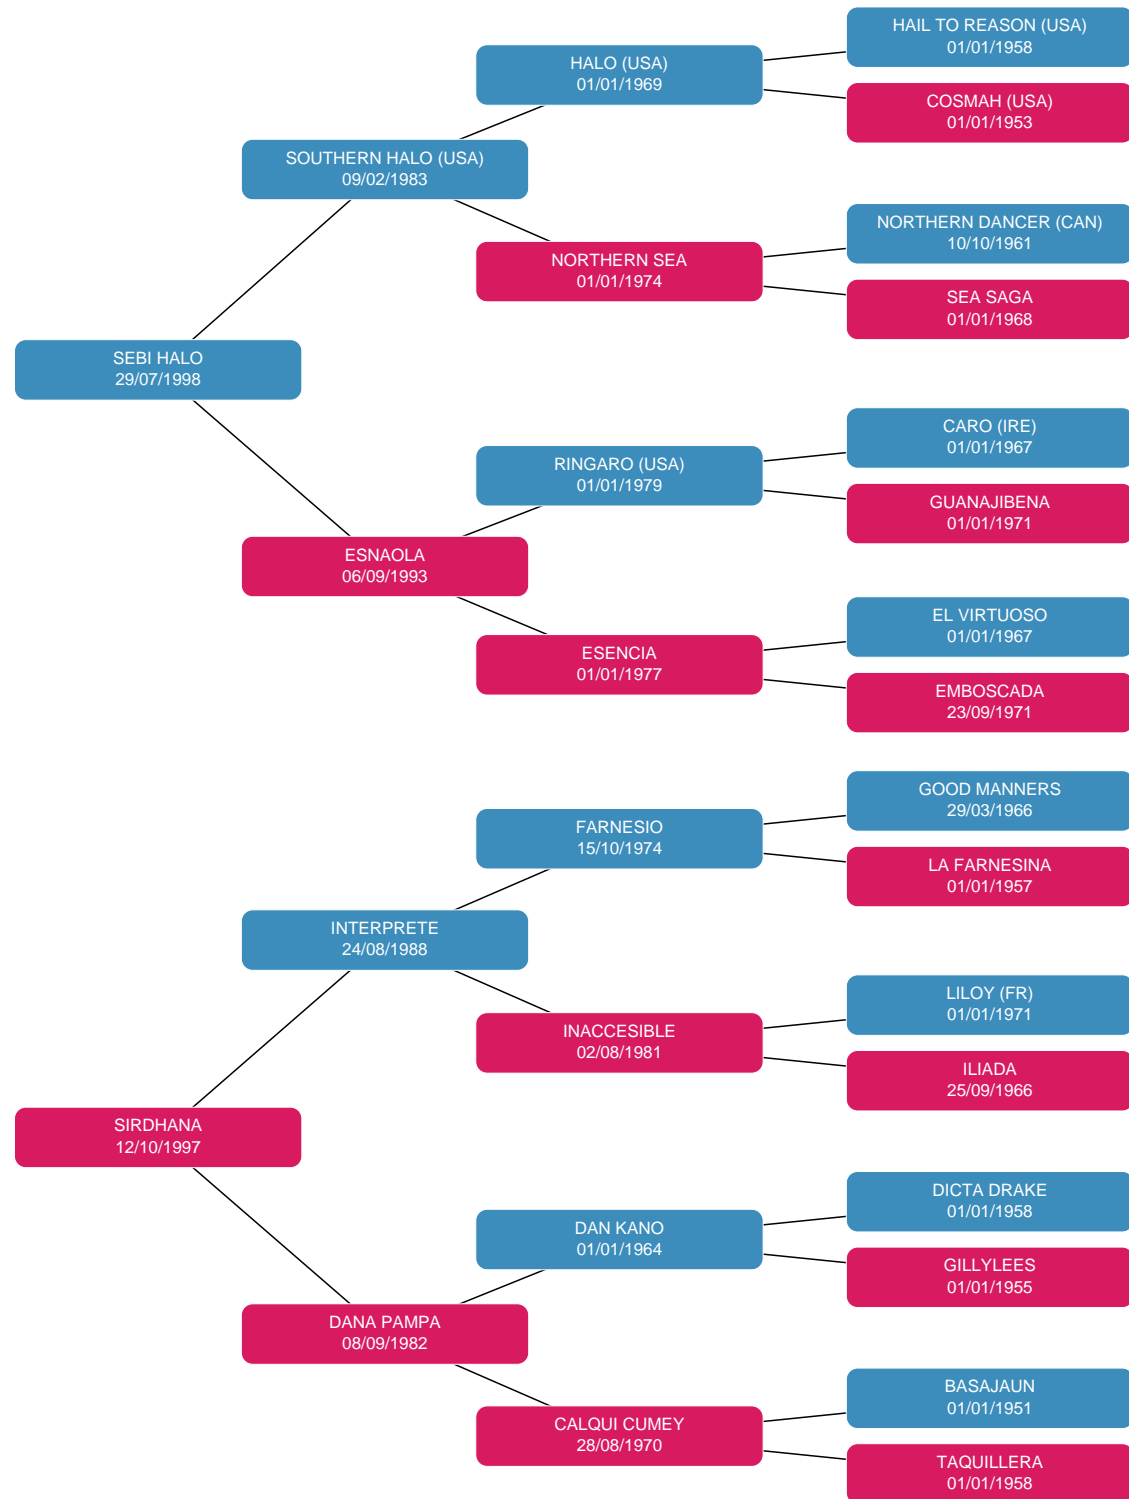 HAIL TO REASON (USA)
01/01/1958
HALO (USA)
01/01/1969
COSMAH (USA)
01/01/1953
SOUTHERN HALO (USA)
09/02/1983
NORTHERN DANCER (CAN)
10/10/1961
NORTHERN SEA
01/01/1974
SEA SAGA
01/01/1968
SEBI HALO
29/07/1998
CARO (IRE)
01/01/1967
RINGARO (USA)
01/01/1979
GUANAJIBENA
01/01/1971
ESNAOLA
06/09/1993
EL VIRTUOSO
01/01/1967
ESENCIA
01/01/1977
EMBOSCADA
23/09/1971
GOOD MANNERS
29/03/1966
FARNESIO
15/10/1974
LA FARNESINA
01/01/1957
INTERPRETE
24/08/1988
LILOY (FR)
01/01/1971
INACCESIBLE
02/08/1981
ILIADA
25/09/1966
SIRDHANA
12/10/1997
DICTA DRAKE
01/01/1958
DAN KANO
01/01/1964
GILLYLEES
01/01/1955
DANA PAMPA
08/09/1982
BASAJAUN
01/01/1951
CALQUI CUMEY
28/08/1970
TAQUILLERA
01/01/1958